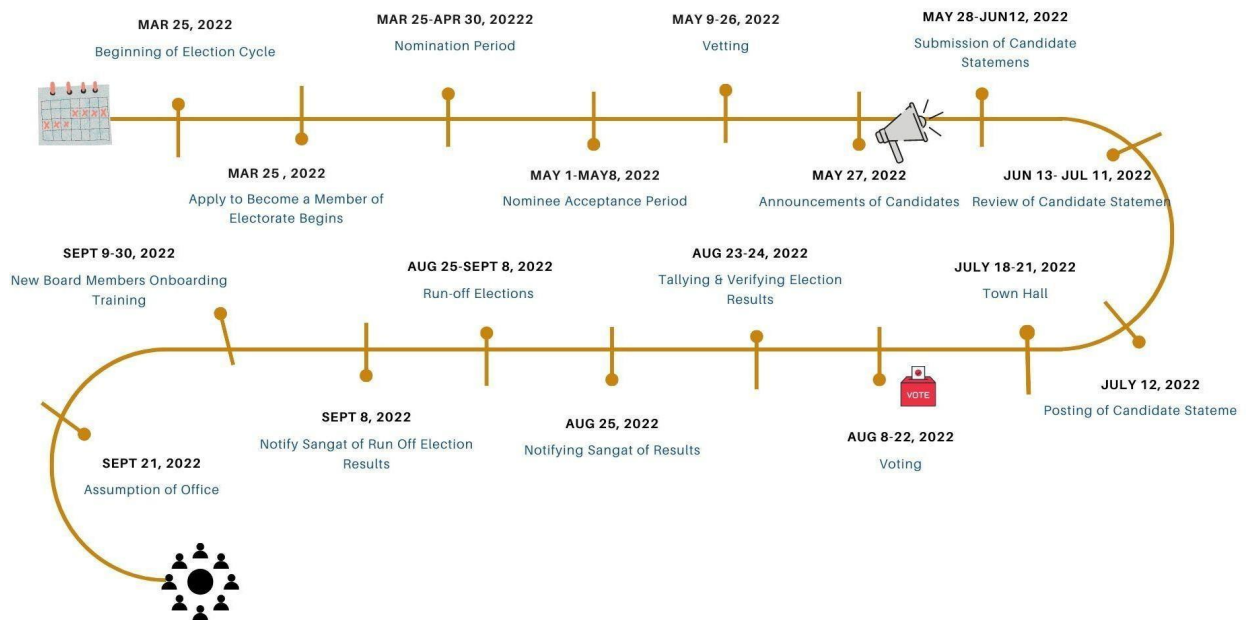 MAR 25, 2022
Beginning of Election Cycle
MAR 25 , 2022
Apply to Become a Member of
Electorate Begins
MAR 25-APR 30, 20222
Nomination Period
MAY 1-MAY8, 2022
Nominee Acceptance Period
MAY 9-26, 2022
Vetting
MAY 27, 2022
Announcements of Candidates
MAY 28-JUN12, 2022
Submission of Candidate
Statemens
JUN 13- JUL 11, 2022
Review of Candidate Statemen
JULY 12, 2022
Posting of Candidate Stateme
JULY 18-21, 2022
Town Hall
AUG 8-22, 2022
Voting
VOTE
AUG 23-24, 2022
Tallying & Verifying Election
Results
AUG 25, 2022
Notifying Sangat of Results
AUG 25-SEPT 8, 2022
Run-off Elections
SEPT 8, 2022
Notify Sangat of Run Off Election
Results
SEPT 9-30, 2022
New Board Members Onboarding
Training
SEPT 21, 2022
Assumption of Office